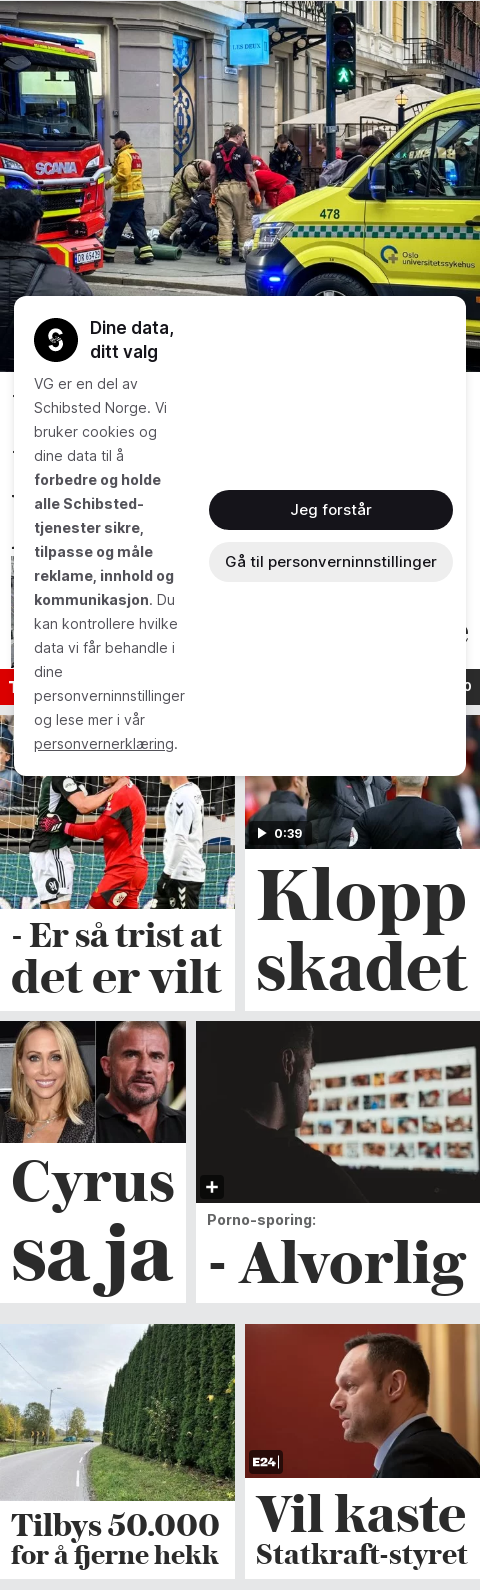 LES DEUX
SCANIA
478
Oslo
universitetssykehus
Dine data,
ditt valg
VG er en del av
Schibsted Norge. Vi
bruker cookies og
dine data til å
forbedre og holde
alle Schibsted-
tjenester sikre,
tilpasse og måle
reklame, innhold og
kommunikasjon. Du
kan kontrollere hvilke
data vi får behandle i
dine
personverninnstillinger
og lese mer i vår
personvernerklæring.
Jeg forstår
Gå til personverninnstillinger
0:39
- Er så trist at
det er vilt
Klopp
skadet
Cyrus
sa ja
Porno-sporing:
- Alvorlig
Tilbys 50.000
for å fjerne hekk
E24
Vil kaste
Statkraft-styret